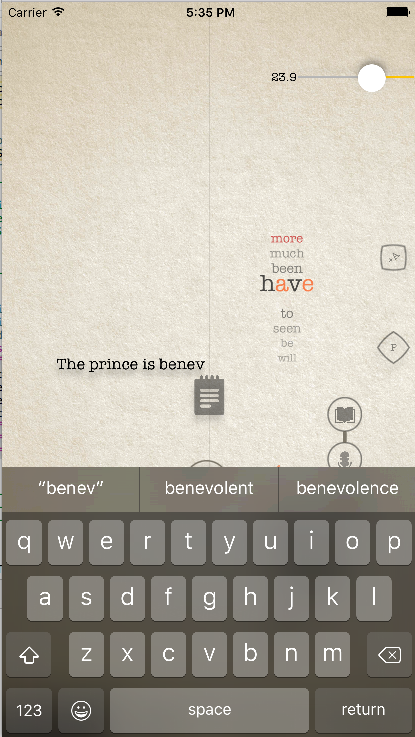 Carrier 5:35 PM
23.9
more
much
been
have
to
seen
be
will
P
The prince is benev
“benev” benevolent benevolence
q w e r t y u i o p
a s d f g h j k l
z x c v b n m
123 space return